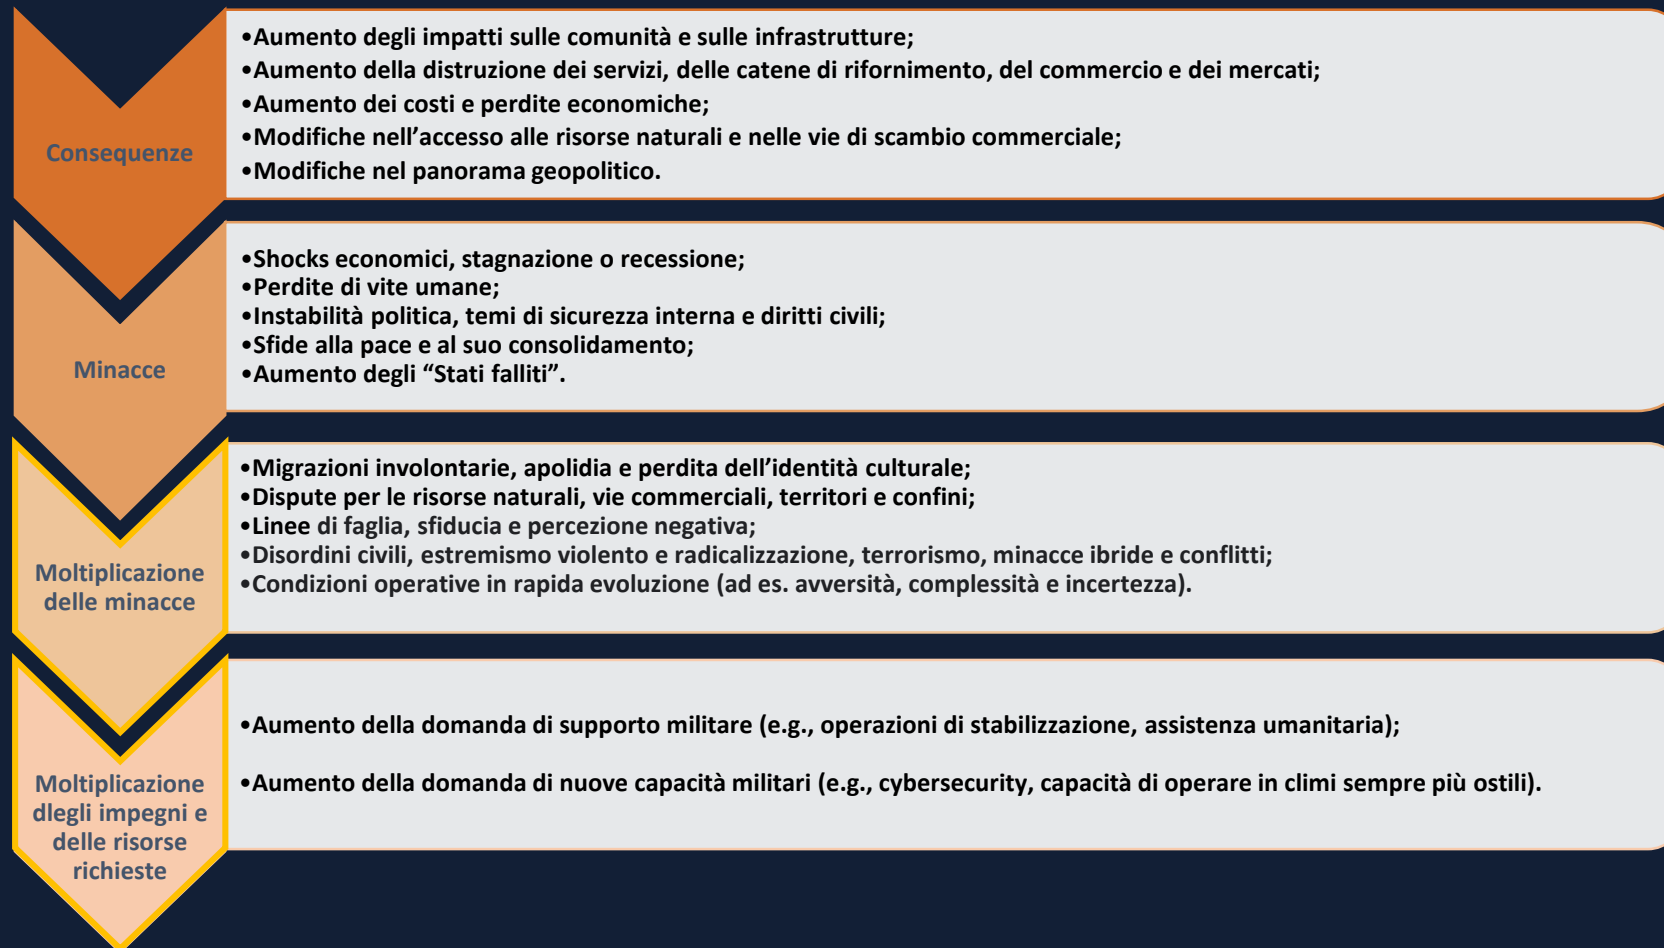 Consequenze
•Aumento degli impatti sulle comunità e sulle infrastrutture;
•Aumento della distruzione dei servizi, delle catene di rifornimento, del commercio e dei mercati;
•Aumento dei costi e perdite economiche;
•Modifiche nell’accesso alle risorse naturali e nelle vie di scambio commerciale;
•Modifiche nel panorama geopolitico.
Minacce
•Shocks economici, stagnazione o recessione;
•Perdite di vite umane;
•Instabilità politica, temi di sicurezza interna e diritti civili;
•Sfide alla pace e al suo consolidamento;
•Aumento degli “Stati falliti”.
Moltiplicazione
delle minacce
•Migrazioni involontarie, apolidia e perdita dell’identità culturale;
•Dispute per le risorse naturali, vie commerciali, territori e confini;
•Linee di faglia, sfiducia e percezione negativa;
•Disordini civili, estremismo violento e radicalizzazione, terrorismo, minacce ibride e conflitti;
•Condizioni operative in rapida evoluzione (ad es. avversità, complessità e incertezza).
Moltiplicazione
dlegli impegni e
delle risorse
richieste
•Aumento della domanda di supporto militare (e.g., operazioni di stabilizzazione, assistenza umanitaria);
•Aumento della domanda di nuove capacità militari (e.g., cybersecurity, capacità di operare in climi sempre più ostili).